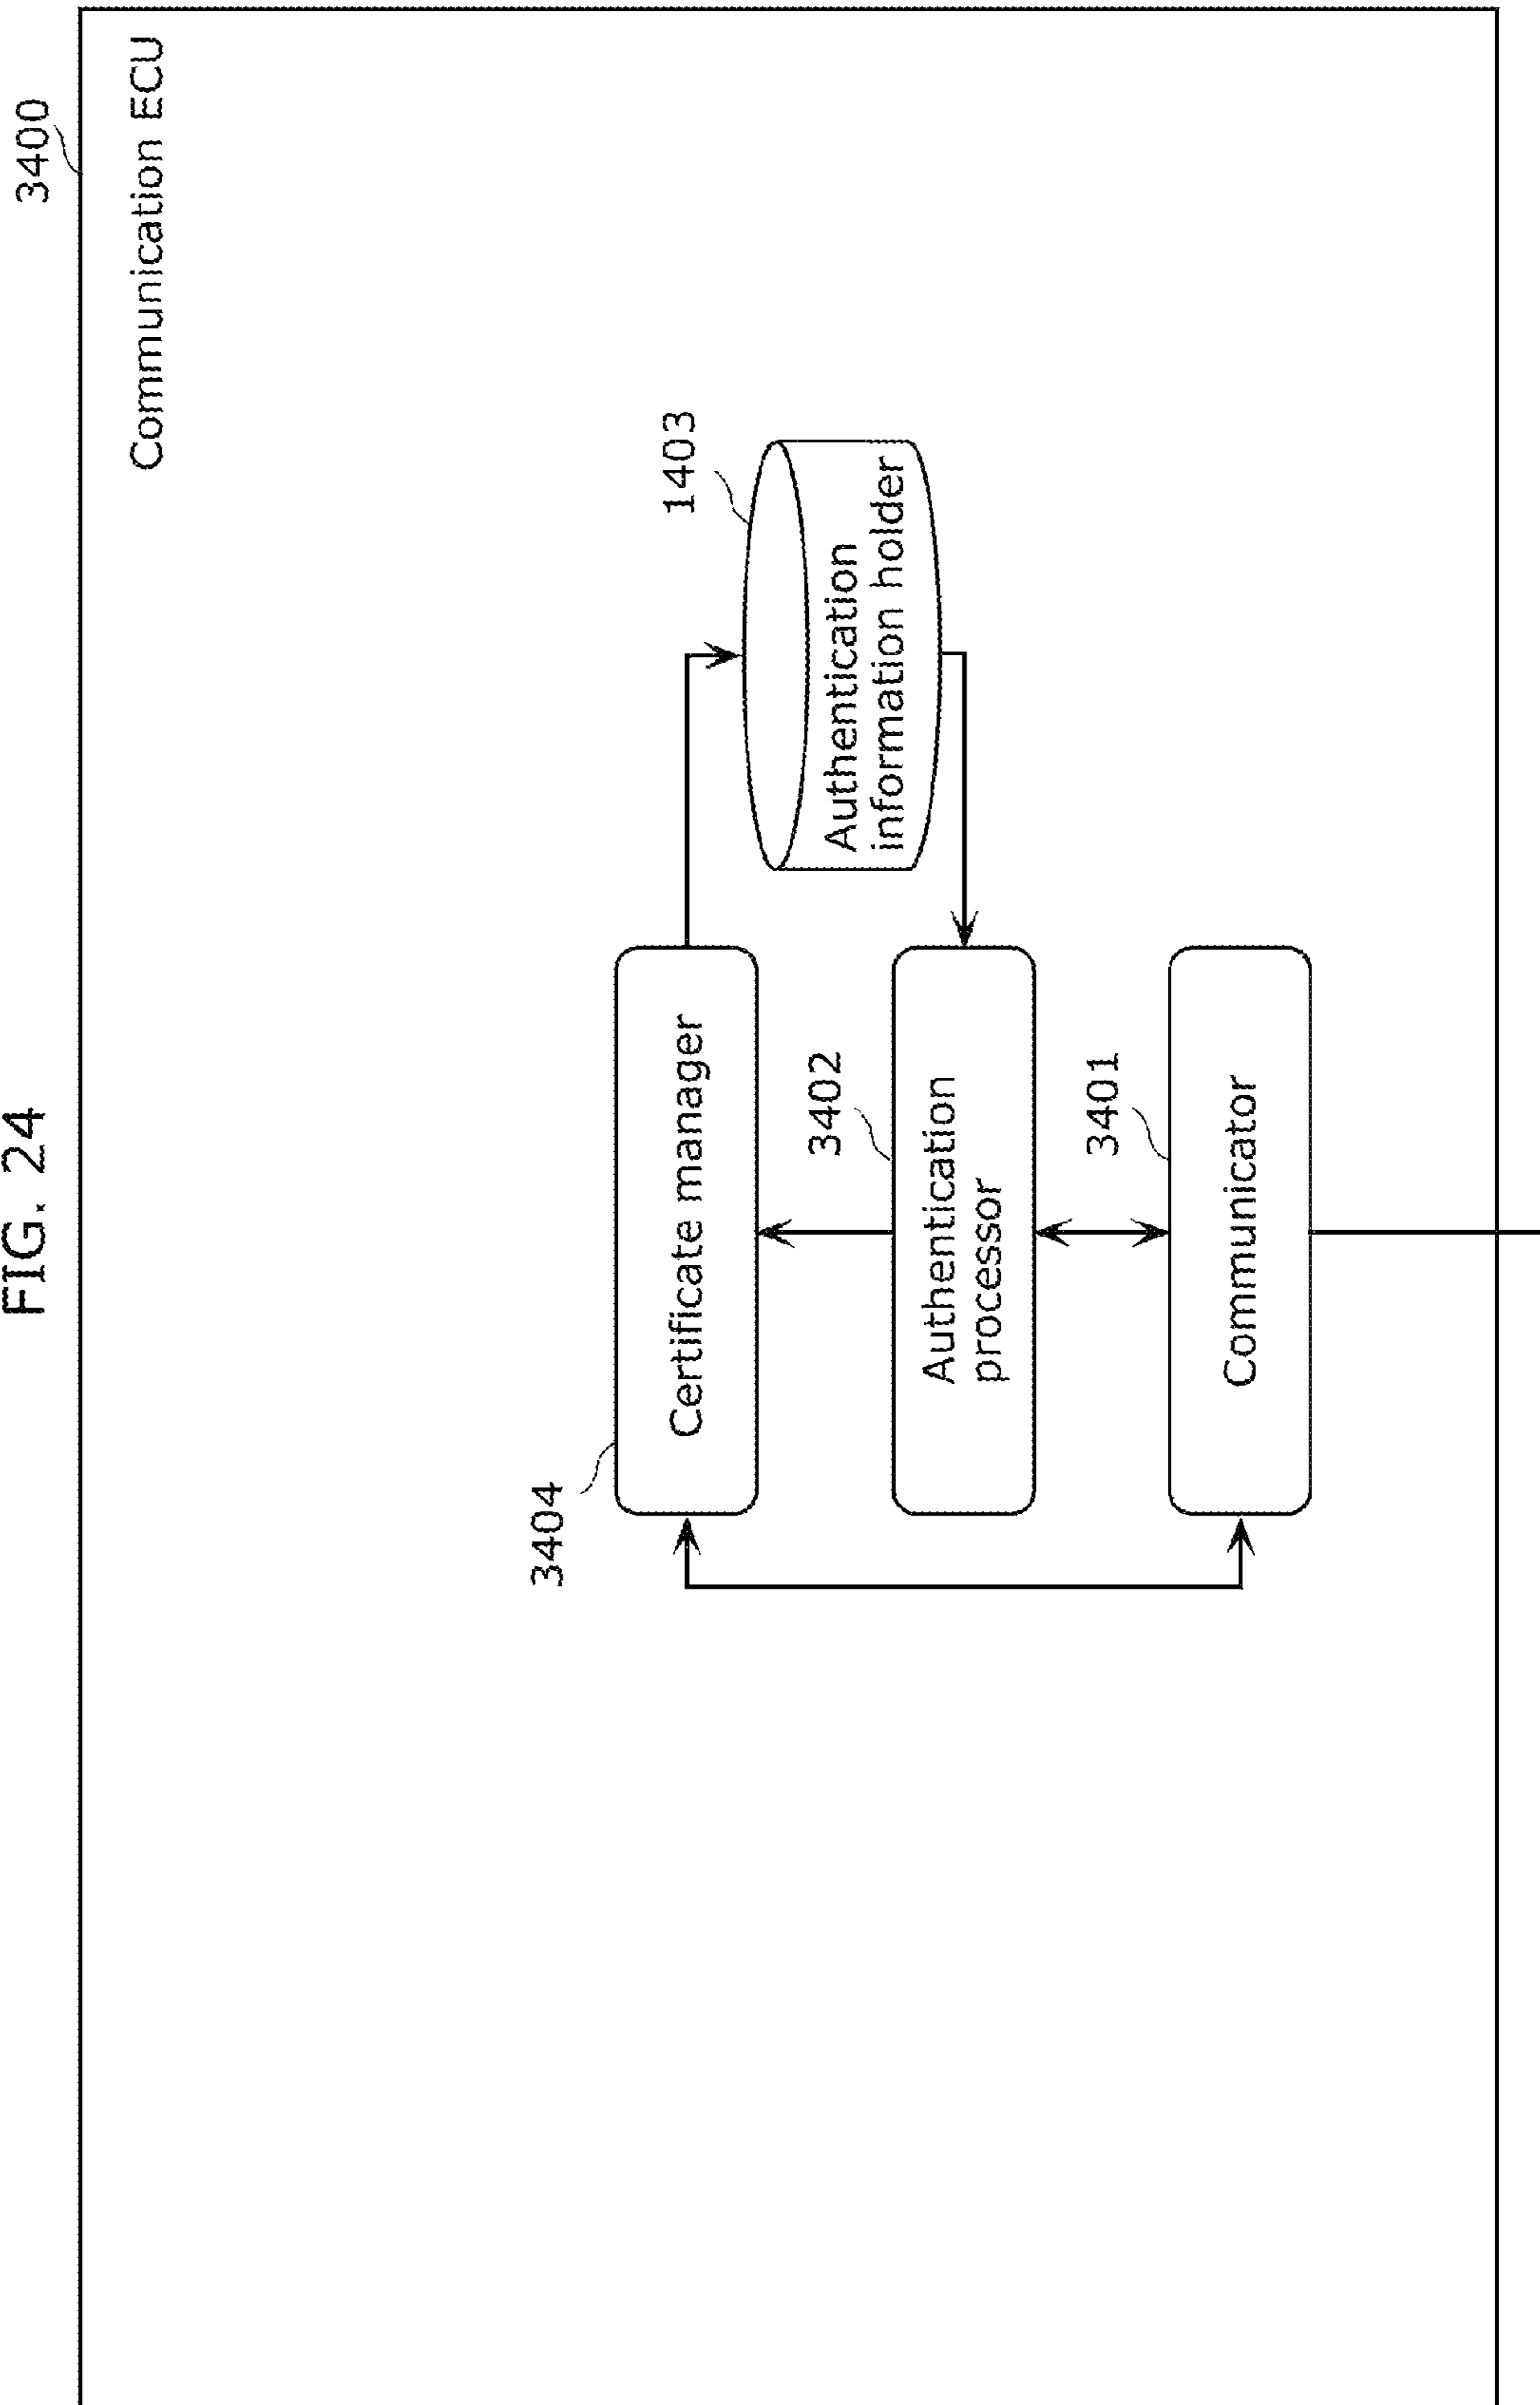 FIG. 24
3400
Communication ECU
3404
Certificate manager
1403
Authentication
information holder
3402
Authentication
processor
3401
Communicator